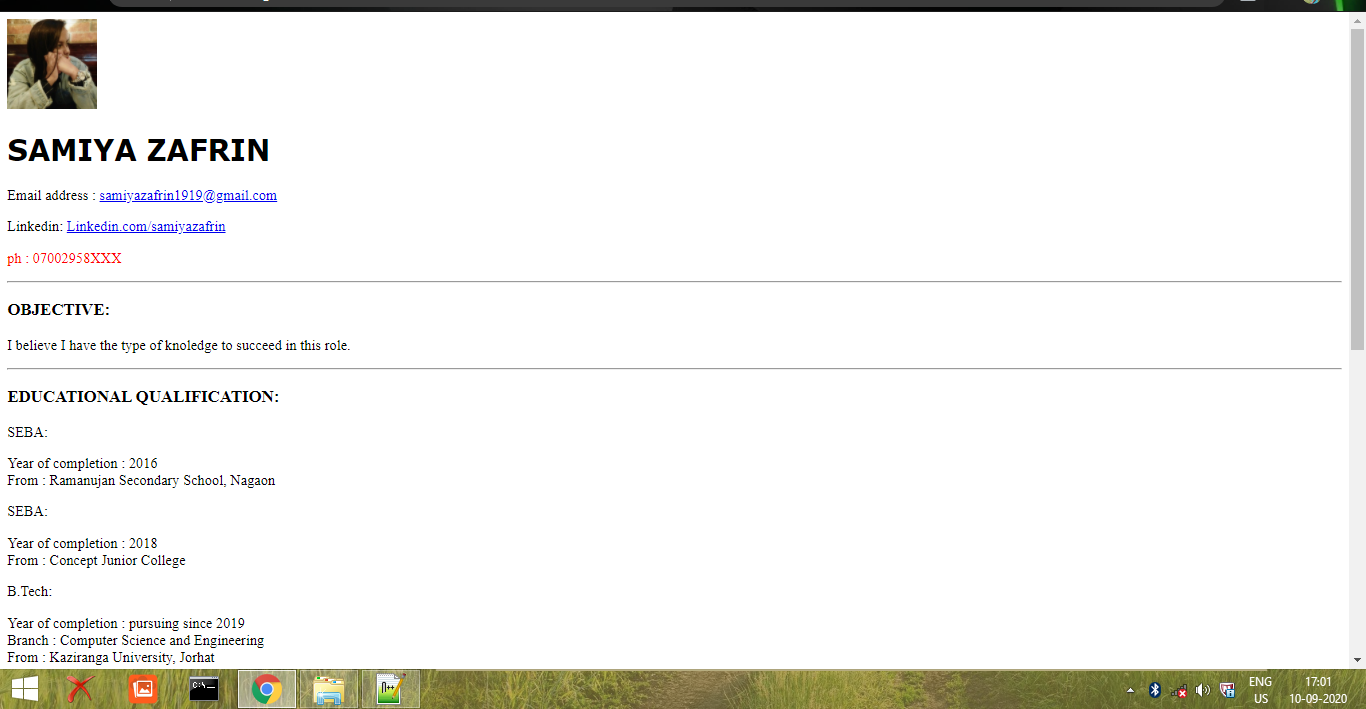 SAMIYA ZAFRIN
Email address : samiyazafrin1919@gmail.com
Linkedin: Linkedin.com/samiyazafrin
ph : 07002958XXX
OBJECTIVE:
I believe I have the type of knoledge to succeed in this role.
EDUCATIONAL QUALIFICATION:
SEBA:
Year of completion : 2016
From : Ramanujan Secondary School, Nagaon
SEBA:
Year of completion : 2018
From : Concept Junior College
B.Tech:
Year of completion : pursuing since 2019
Branch : Computer Science and Engineering
From : Kaziranga University, Jorhat
ENG 17:01
US 10-09-2020